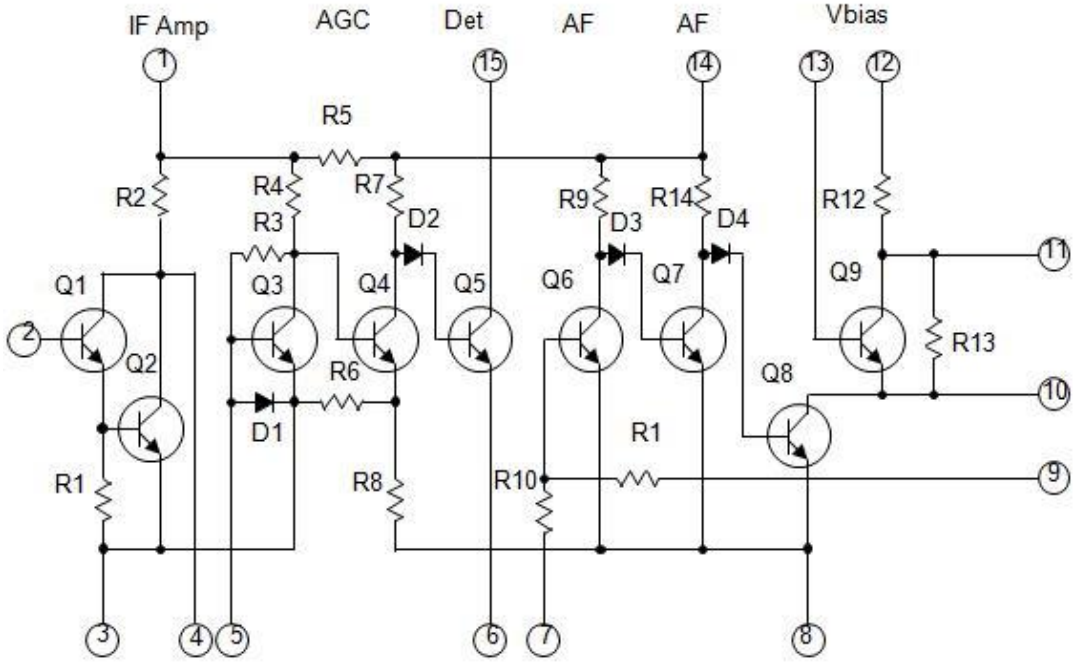 IF Amp AGC Det AF AF Vbias
1 15 14 13 12
R5
R2 R4 R7 R9 R14 R12
R3 D2 D3 D4
11
Q1 Q3 Q4 Q5 Q6 Q7 Q9
2
R13
Q2 R6 Q8
10
D1
R1 R8 R10 R1
9
3 4 5 6 7 8